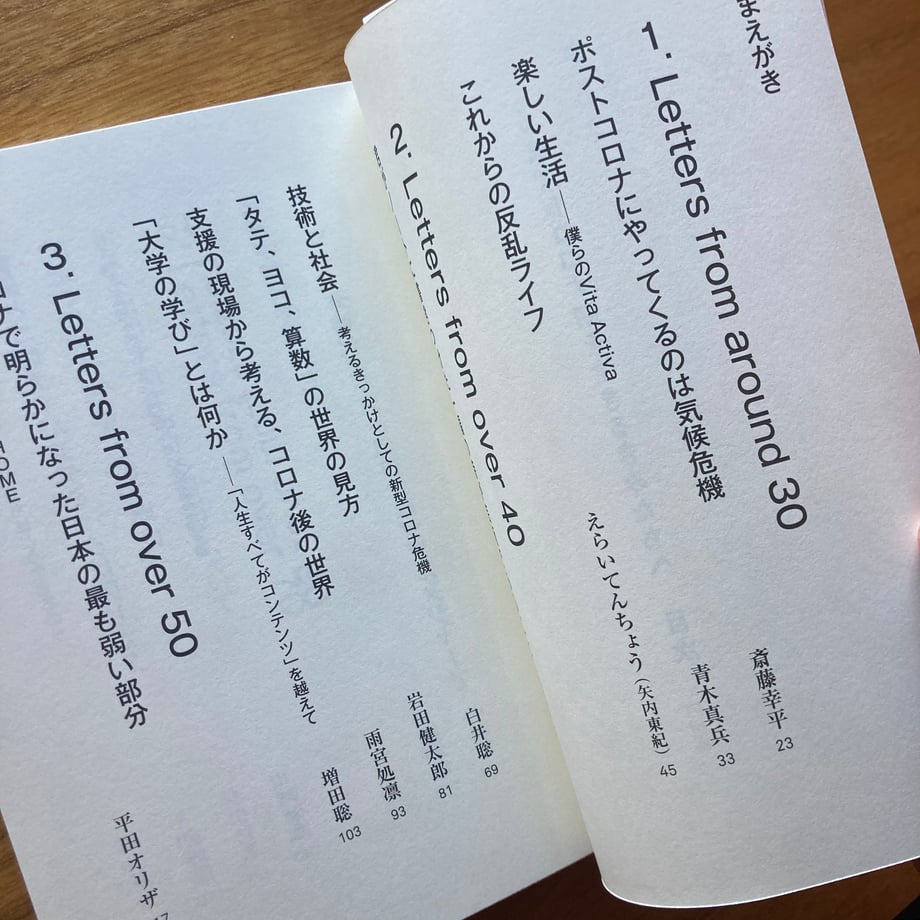 まえがき
1. Letters from around 30
ポストコロナにやってくるのは気候危機
斎藤幸平 23
楽しい生活——僕らのVita Activa
青木真兵 33
これからの反乱ライフ
えらいてんちょう（矢内東紀） 45
2. Letters from over 40
技術と社会——考えるきっかけとしての新型コロナ危機
白井聡 69
「タテ、ヨコ、算数」の世界の見方
岩田健太郎 81
支援の現場から考える、コロナ後の世界
雨宮処凛 93
「大学の学び」とは何か——「人生すべてがコンテンツ」を越えて
増田聡 103
3. Letters from over 50
ロナで明らかになった日本の最も弱い部分
平田オリザ
HOME